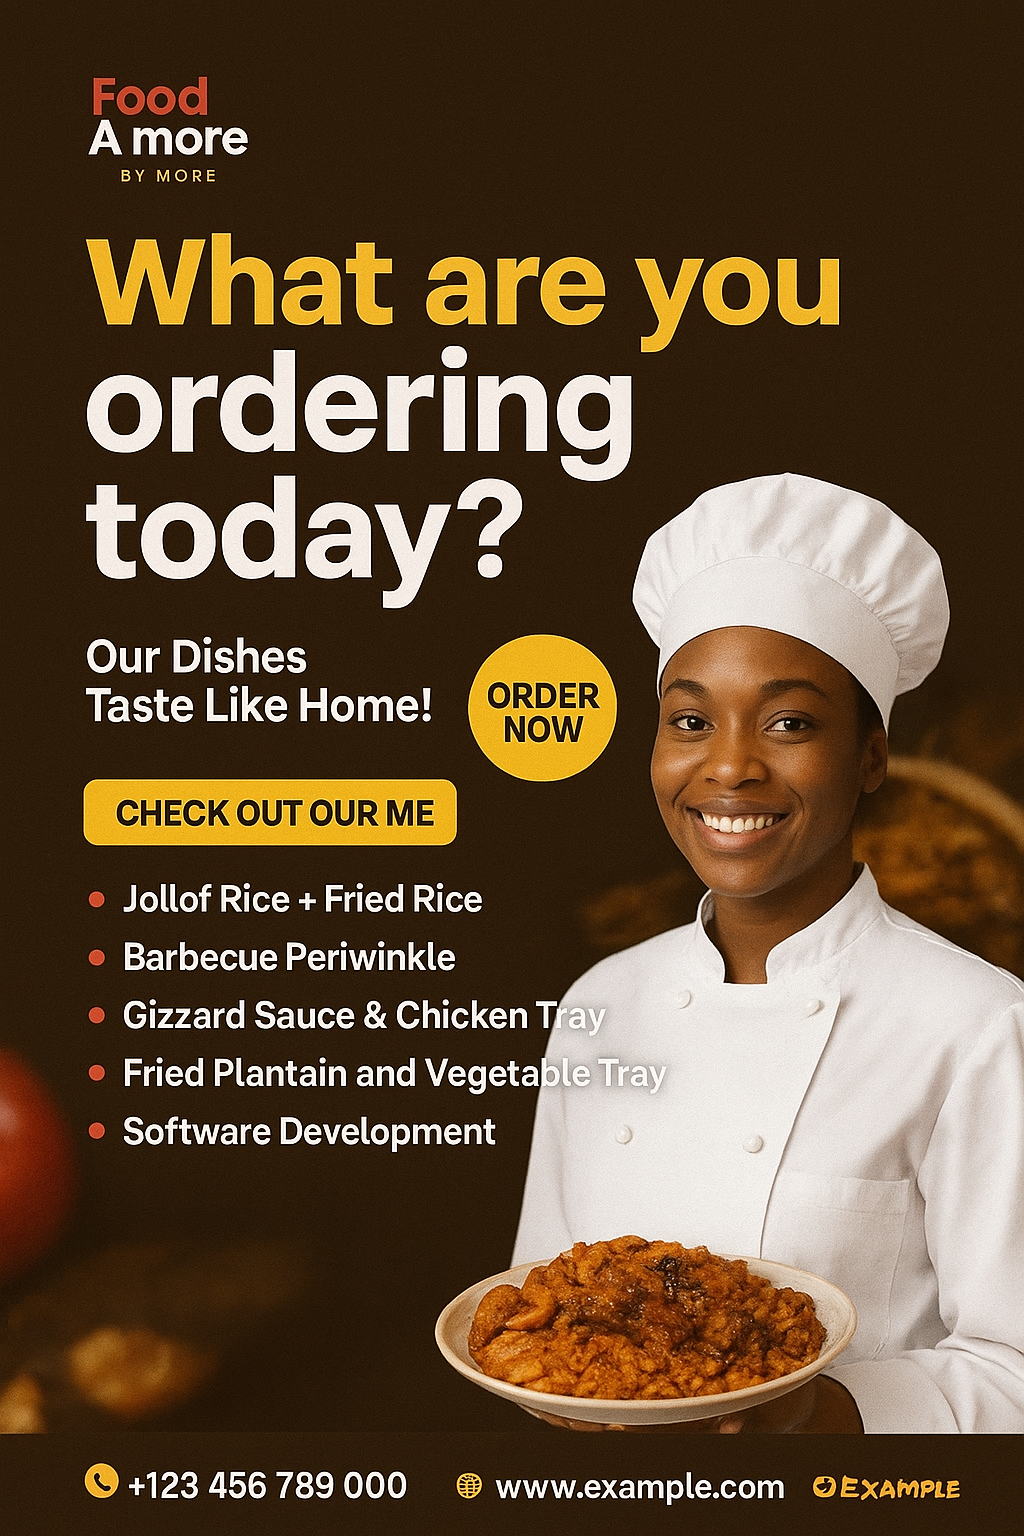 Food
A more
BY MORE
What are you
ordering
today?
Our Dishes
Taste Like Home!
ORDER
NOW
CHECK OUT OUR ME
Jollof Rice + Fried Rice
Barbecue Periwinkle
Gizzard Sauce & Chicken Tray
Fried Plantain and Vegetable Tray
Software Development
+123 456 789 000
www.example.com
EXAMPLE